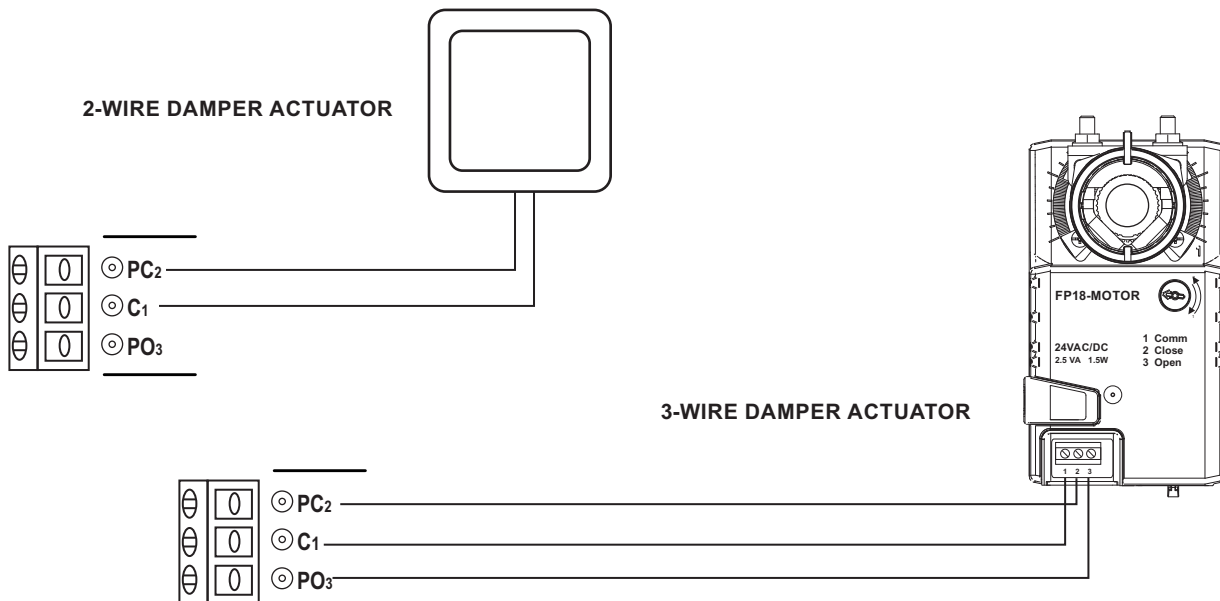 2-WIRE DAMPER ACTUATOR
PC2
C1
PO3
FP18-MOTOR
24VAC/DC
2.5 VA 1.5W
1 Comm
2 Close
3 Open
3-WIRE DAMPER ACTUATOR
1 2 3
PC2
C1
PO3